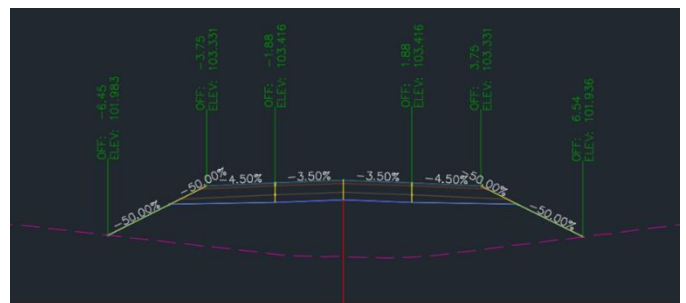 OFF: -6.45
ELEV: 101.983
OFF: -3.75
ELEV: 103.331
OFF: -1.88
ELEV: 103.416
OFF: 1.88
ELEV: 103.416
OFF: 3.75
ELEV: 103.331
OFF: 6.54
ELEV: 101.936
-50.00%
-50.00%
-4.50%
-3.50%
-3.50%
-4.50%
-50.00%
-50.00%